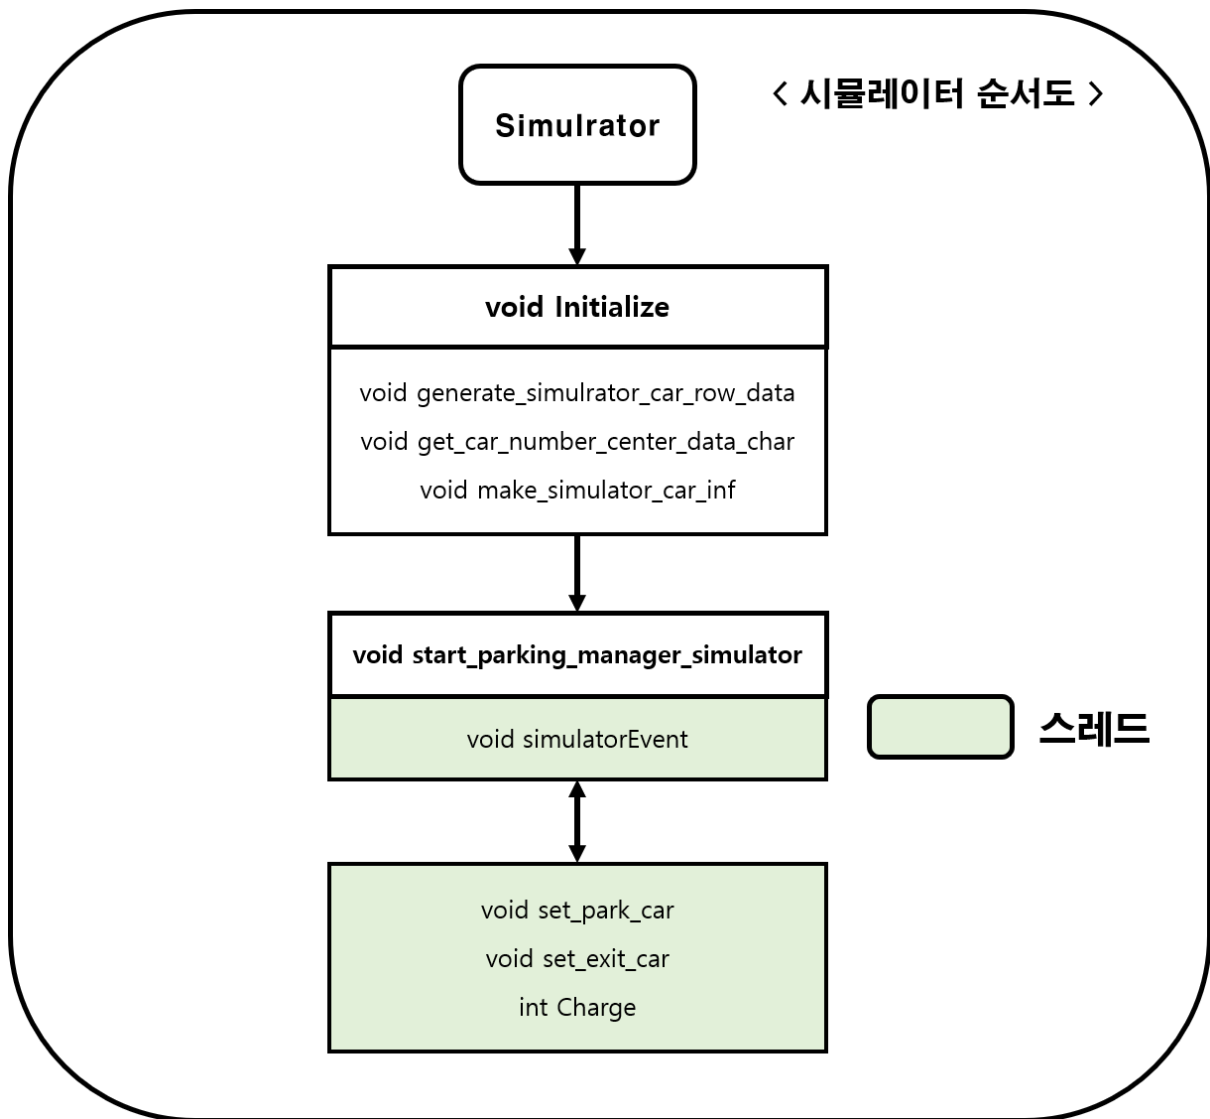 < 시뮬레이터 순서도 >
Simulrator
void Initialize
void generate_simulrator_car_row_data
void get_car_number_center_data_char
void make_simulator_car_inf
void start_parking_manager_simulator
void simulatorEvent
스레드
void set_park_car
void set_exit_car
int Charge